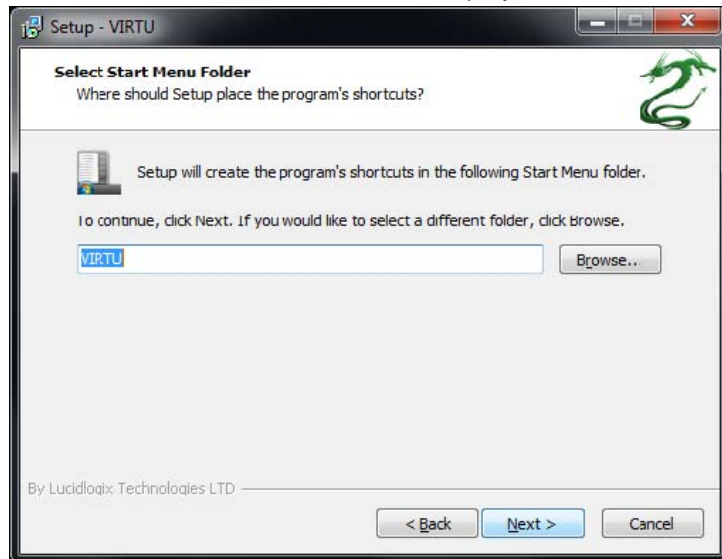 Setup - VIRTU
Select Start Menu Folder
Where should Setup place the program's shortcuts?
Setup will create the program's shortcuts in the following Start Menu folder.
To continue, click Next. If you would like to select a different folder, click Browse.
VIRTU
Browse...
By Lucidlogix Technologies LTD
< Back
Next >
Cancel